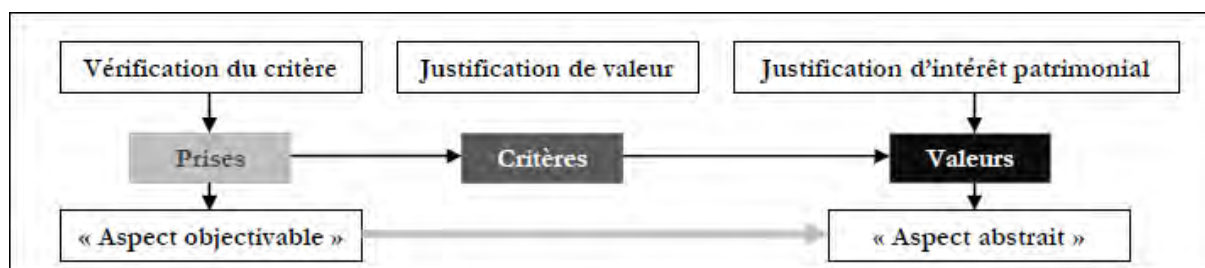 Vérification du critère
Justification de valeur
Justification d'intérêt patrimonial
Prises
Critères
Valeurs
« Aspect objectivable »
« Aspect abstrait »